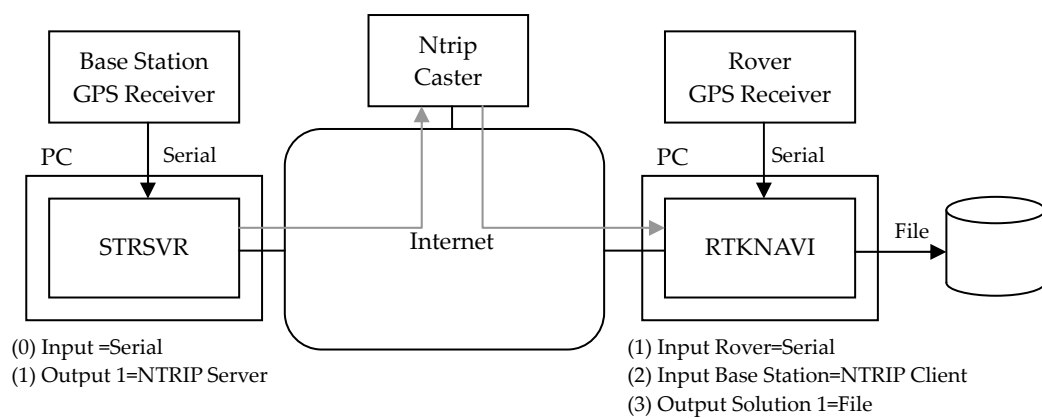 Base Station
GPS Receiver
Ntrip
Caster
Rover
GPS Receiver
PC
Serial
PC
Serial
STRSVR
Internet
RTKNAVI
File
(0) Input =Serial
(1) Output 1=NTRIP Server
(1) Input Rover=Serial
(2) Input Base Station=NTRIP Client
(3) Output Solution 1=File